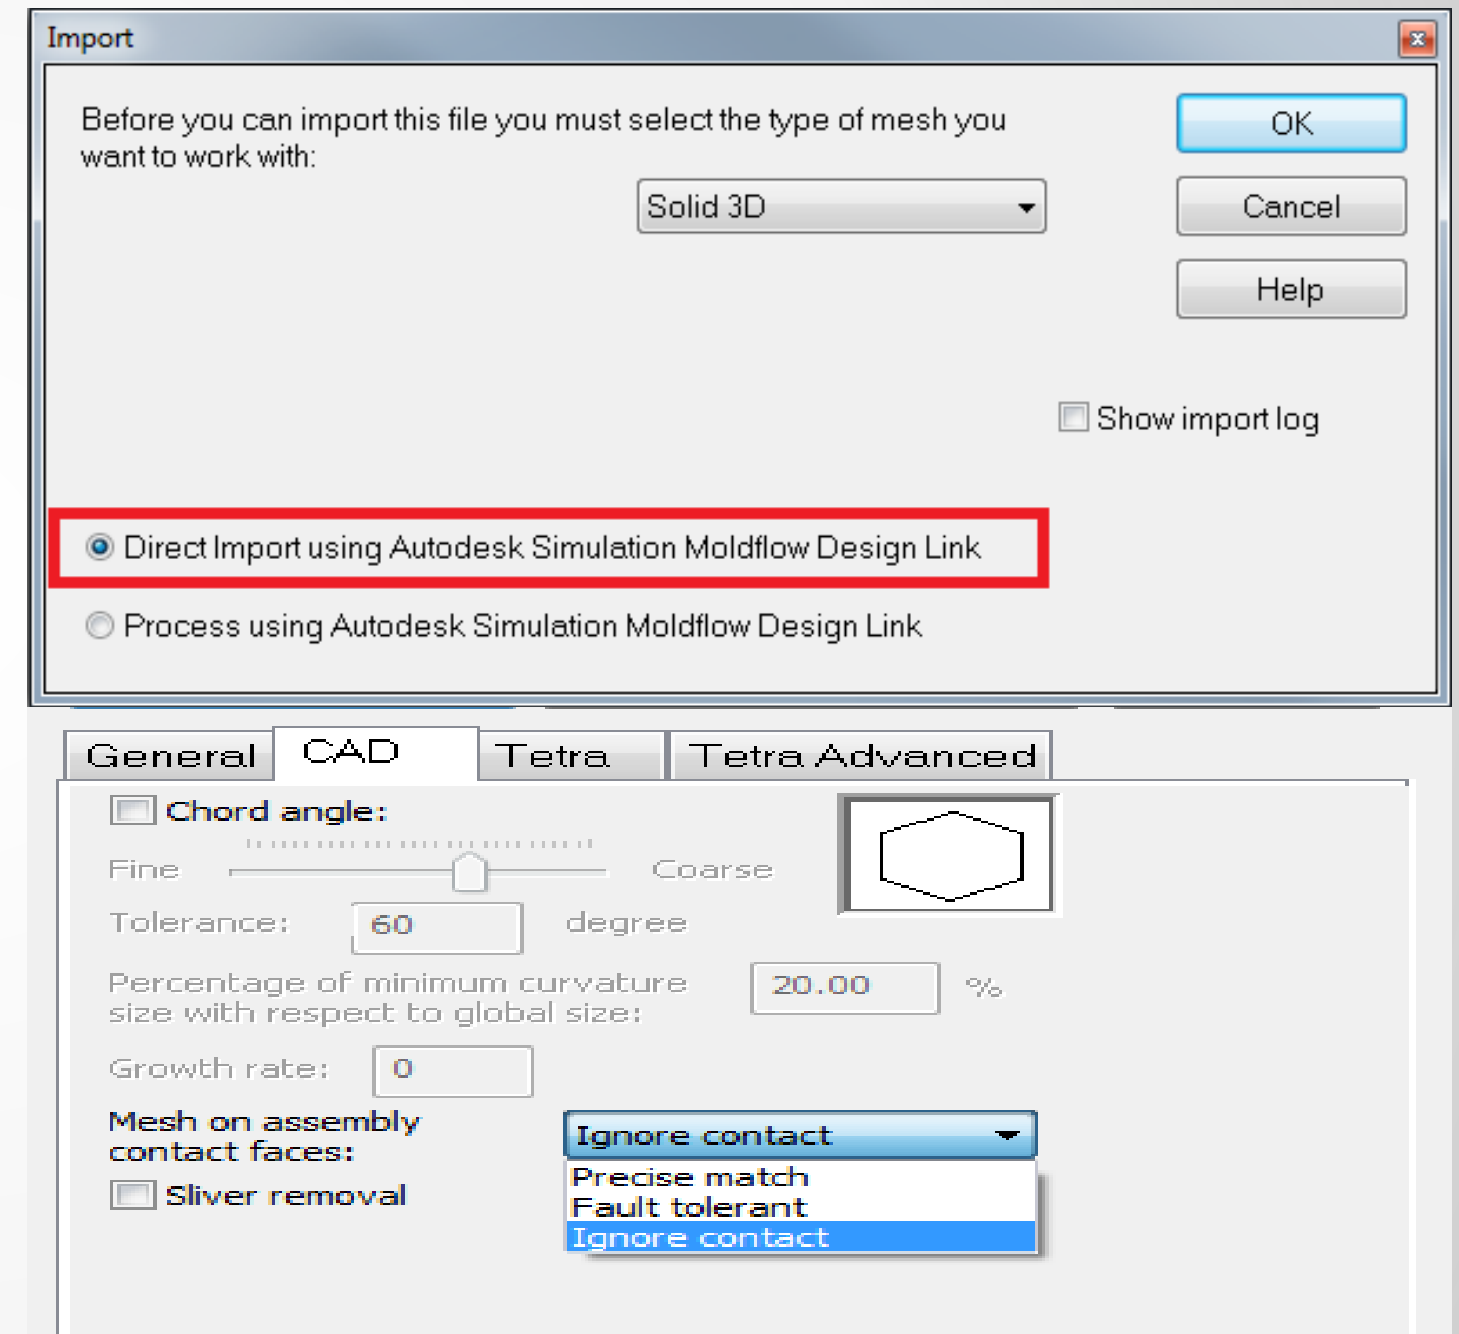 Import
Before you can import this file you must select the type of mesh you
want to work with:
OK
Solid 3D
Cancel
Help
Show import log
Direct Import using Autodesk Simulation Moldflow Design Link
Process using Autodesk Simulation Moldflow Design Link
General CAD Tetra Tetra Advanced
Chord angle:
Fine Coarse
Tolerance: 60 degree
Percentage of minimum curvature
size with respect to global size: 20.00 %
Growth rate: 0
Mesh on assembly
contact faces: Ignore contact
Precise match
Sliver removal
Fault tolerant
Ignore contact